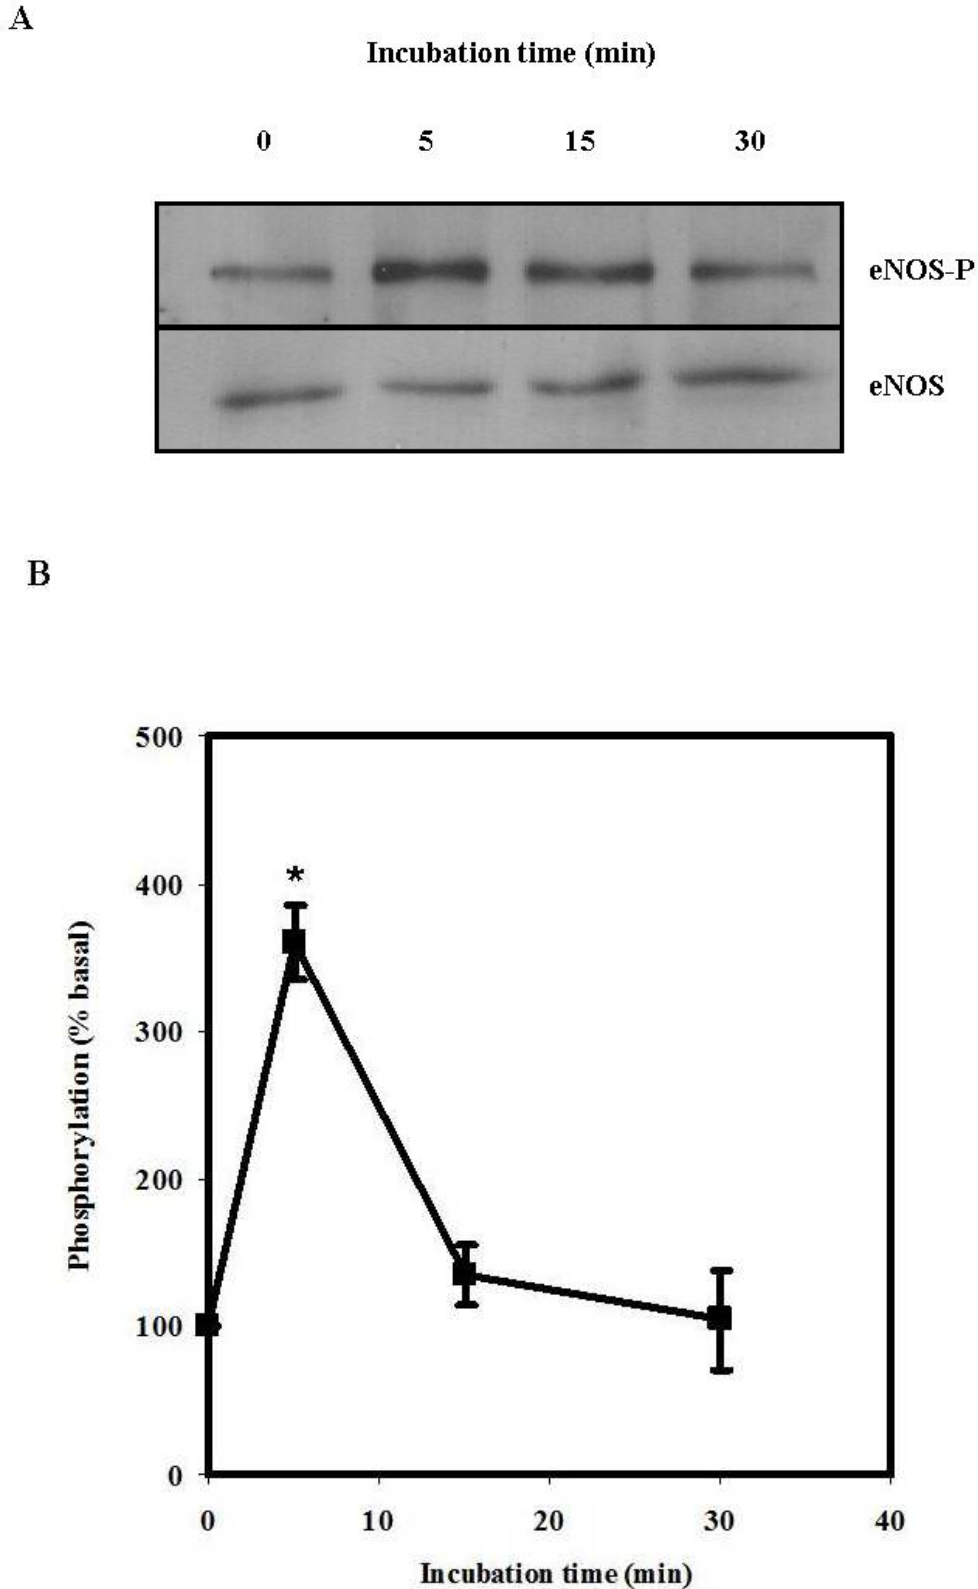 A
Incubation time (min)
0 5 15 30
eNOS-P
eNOS
B
500
*
400
300
200
100
0
Phosphorylation (% basal)
0 10 20 30 40
Incubation time (min)